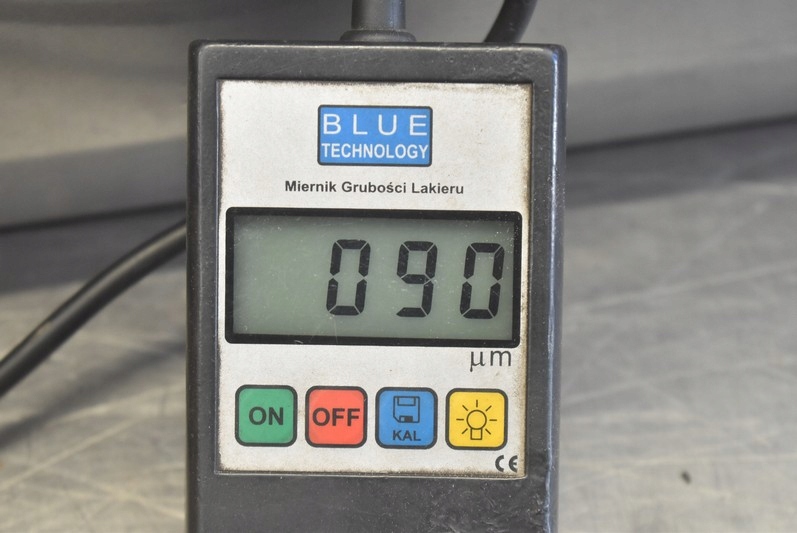 BLUE
TECHNOLOGY
Miernik Grubości Lakieru
090
μm
ON
OFF
KAL
CE